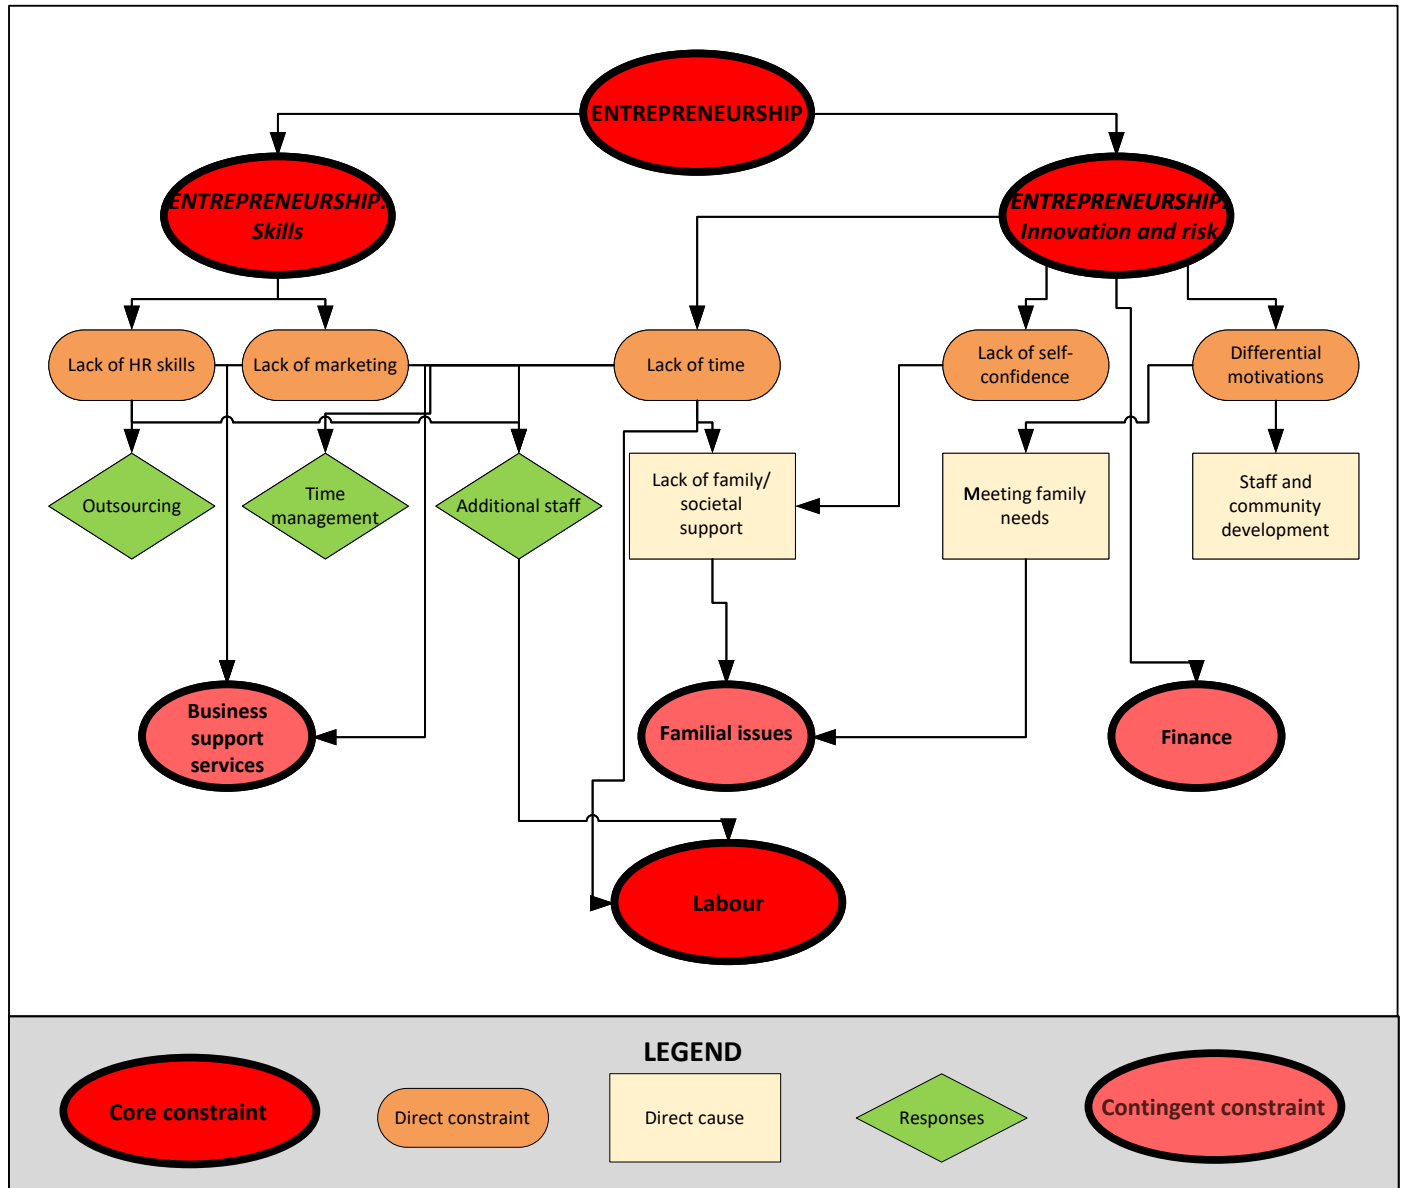 ENTREPRENEURSHIP
ENTREPRENEURSHIP:
Skills
ENTREPRENEURSHIP:
Innovation and risk
Lack of HR skills
Lack of marketing
Lack of time
Lack of self-
confidence
Differential
motivations
Outsourcing
Time
management
Additional staff
Lack of family/
societal
support
Meeting family
needs
Staff and
community
development
Business
support
services
Familial issues
Finance
Labour
LEGEND
Core constraint
Direct constraint
Direct cause
Responses
Contingent constraint